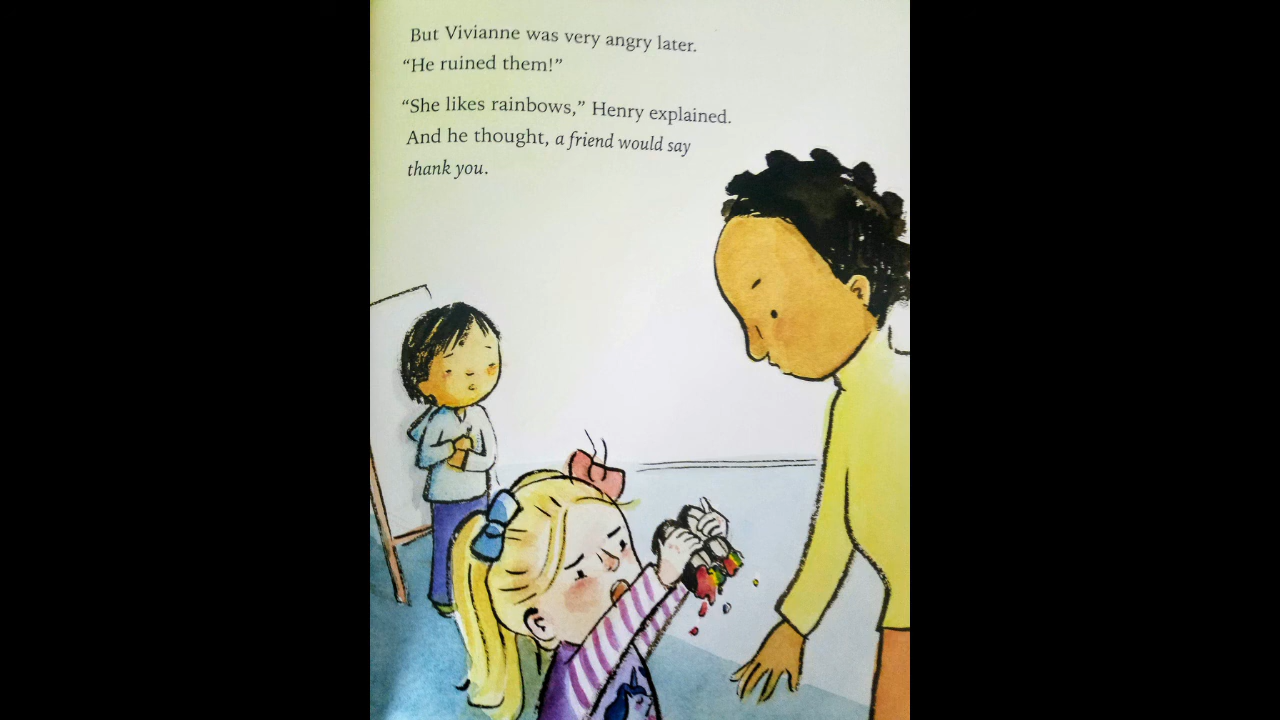 But Vivianne was very angry later.
“He ruined them!”
“She likes rainbows,” Henry explained.
And he thought, a friend would say
thank you.